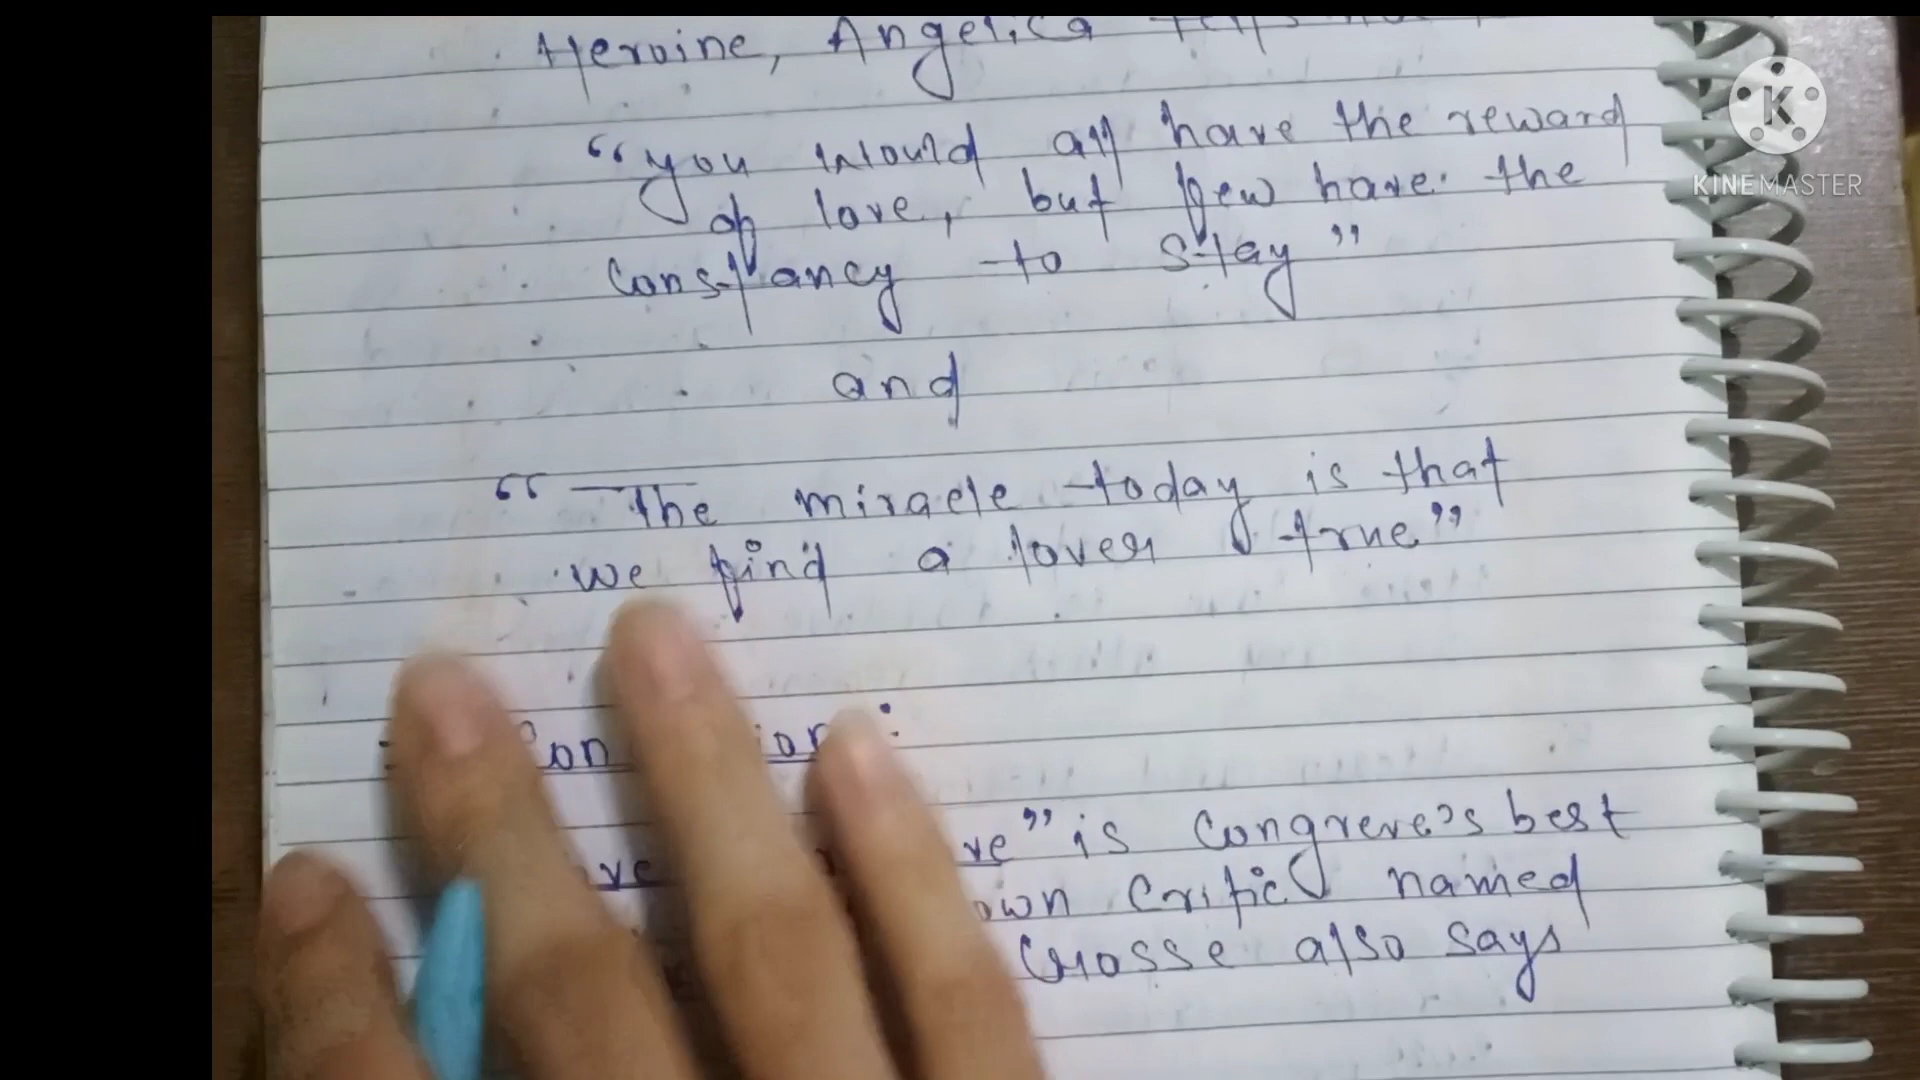 Heroine, Angelica tells
"you would all have the reward
of love, but few have the
Constancy to stay"
and
"The miracle today is that
we find a lover true"
is Congreve's best
Critic named
Gosse also says
KINEMASTER